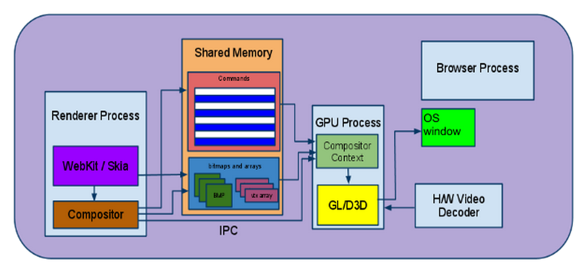 Shared Memory
Commands
Browser Process
Renderer Process
GPU Process
OS
window
WebKit / Skia
Compositor
Context
bitmaps and arrays
BMP
vtx array
Compositor
GL/D3D
H/W Video
Decoder
IPC